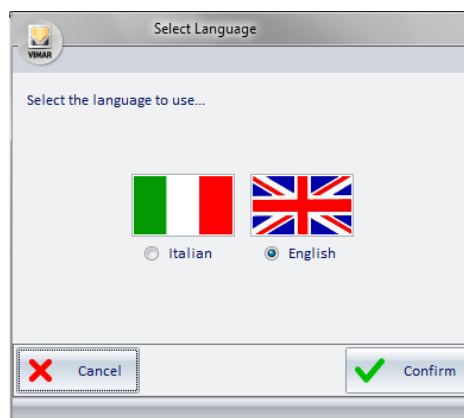 Select Language
VIMAR
Select the language to use...
Italian
English
Cancel
Confirm